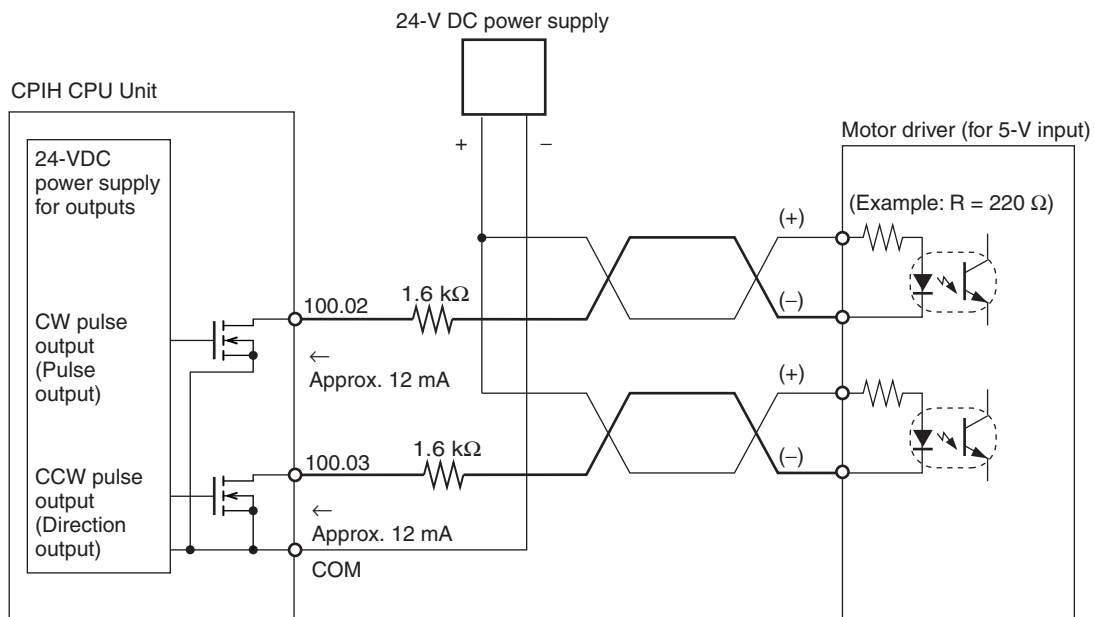 24-V DC power supply
CPIH CPU Unit
+
−
Motor driver (for 5-V input)
24-VDC
power supply
for outputs
(Example: R = 220 Ω)
(+)
1.6 kΩ
100.02
(−)
CW pulse
output
(Pulse
output)
←
Approx. 12 mA
(+)
1.6 kΩ
100.03
(−)
CCW pulse
output
(Direction
output)
←
Approx. 12 mA
COM